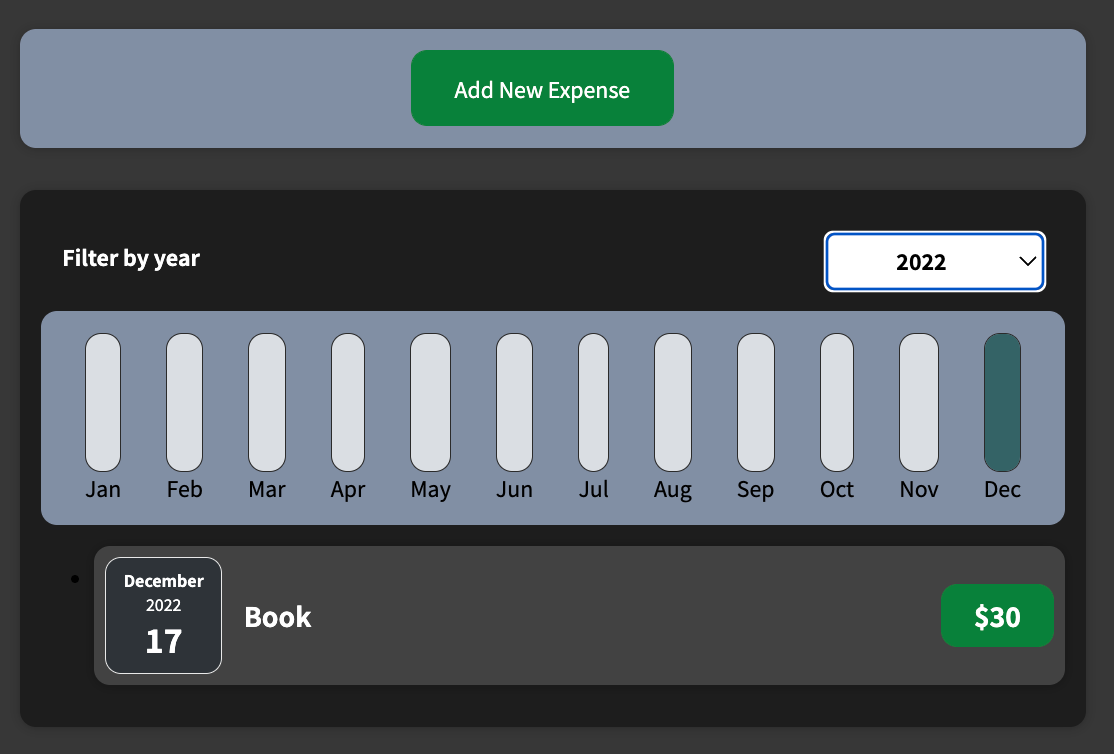 Add New Expense
Filter by year
2022
Jan Feb Mar Apr May Jun Jul Aug Sep Oct Nov Dec
December
2022
17
Book
$30